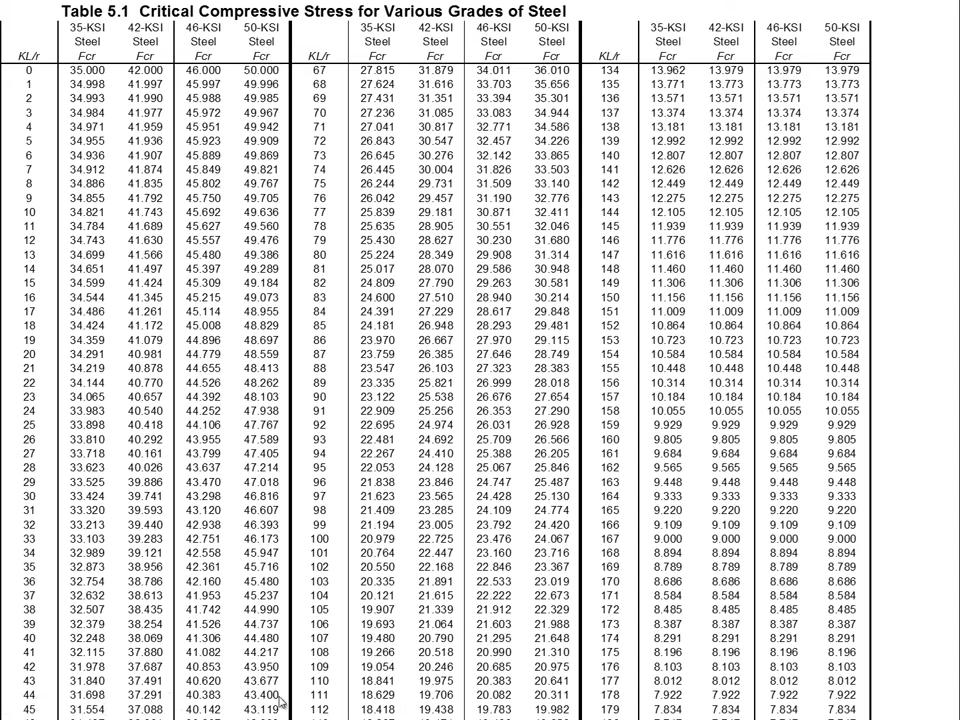 Table 5.1 Critical Compressive Stress for Various Grades of Steel
35-KSI 42-KSI 46-KSI 50-KSI 35-KSI 42-KSI 46-KSI 50-KSI 35-KSI 42-KSI 46-KSI 50-KSI
Steel Steel Steel Steel Steel Steel Steel Steel Steel Steel Steel Steel
KL/r Fcr Fcr Fcr Fcr KL/r Fcr Fcr Fcr Fcr KL/r Fcr Fcr Fcr Fcr
0 35.000 42.000 46.000 50.000 67 27.815 31.879 34.011 36.010 134 13.962 13.979 13.979 13.979
1 34.998 41.997 45.997 49.996 68 27.624 31.616 33.703 35.656 135 13.771 13.773 13.773 13.773
2 34.993 41.990 45.988 49.985 69 27.431 31.351 33.394 35.301 136 13.571 13.571 13.571 13.571
3 34.984 41.977 45.972 49.967 70 27.236 31.085 33.083 34.944 137 13.374 13.374 13.374 13.374
4 34.971 41.959 45.951 49.942 71 27.041 30.817 32.771 34.586 138 13.181 13.181 13.181 13.181
5 34.955 41.936 45.923 49.909 72 26.843 30.547 32.457 34.226 139 12.992 12.992 12.992 12.992
6 34.936 41.907 45.889 49.869 73 26.645 30.276 32.142 33.865 140 12.807 12.807 12.807 12.807
7 34.912 41.874 45.849 49.821 74 26.445 30.004 31.826 33.503 141 12.626 12.626 12.626 12.626
8 34.886 41.835 45.802 49.767 75 26.244 29.731 31.509 33.140 142 12.449 12.449 12.449 12.449
9 34.855 41.792 45.750 49.705 76 26.042 29.457 31.190 32.776 143 12.275 12.275 12.275 12.275
10 34.821 41.743 45.692 49.636 77 25.839 29.181 30.871 32.411 144 12.105 12.105 12.105 12.105
11 34.784 41.689 45.627 49.560 78 25.635 28.905 30.551 32.046 145 11.939 11.939 11.939 11.939
12 34.743 41.630 45.557 49.476 79 25.430 28.627 30.230 31.680 146 11.776 11.776 11.776 11.776
13 34.699 41.566 45.480 49.386 80 25.224 28.349 29.908 31.314 147 11.616 11.616 11.616 11.616
14 34.651 41.497 45.397 49.289 81 25.017 28.070 29.586 30.948 148 11.460 11.460 11.460 11.460
15 34.599 41.424 45.309 49.184 82 24.809 27.790 29.263 30.581 149 11.306 11.306 11.306 11.306
16 34.544 41.345 45.215 49.073 83 24.600 27.510 28.940 30.214 150 11.156 11.156 11.156 11.156
17 34.486 41.261 45.114 48.955 84 24.391 27.229 28.617 29.848 151 11.009 11.009 11.009 11.009
18 34.424 41.172 45.008 48.829 85 24.181 26.948 28.293 29.481 152 10.864 10.864 10.864 10.864
19 34.359 41.079 44.896 48.697 86 23.970 26.667 27.970 29.115 153 10.723 10.723 10.723 10.723
20 34.291 40.981 44.779 48.559 87 23.759 26.385 27.646 28.749 154 10.584 10.584 10.584 10.584
21 34.219 40.878 44.655 48.413 88 23.547 26.103 27.323 28.383 155 10.448 10.448 10.448 10.448
22 34.144 40.770 44.526 48.262 89 23.335 25.821 26.999 28.018 156 10.314 10.314 10.314 10.314
23 34.065 40.657 44.392 48.103 90 23.122 25.538 26.676 27.654 157 10.184 10.184 10.184 10.184
24 33.983 40.540 44.252 47.938 91 22.909 25.256 26.353 27.290 158 10.055 10.055 10.055 10.055
25 33.898 40.418 44.106 47.767 92 22.695 24.974 26.031 26.928 159 9.929 9.929 9.929 9.929
26 33.810 40.292 43.955 47.589 93 22.481 24.692 25.709 26.566 160 9.805 9.805 9.805 9.805
27 33.718 40.161 43.799 47.405 94 22.267 24.410 25.388 26.205 161 9.684 9.684 9.684 9.684
28 33.623 40.026 43.637 47.214 95 22.053 24.128 25.067 25.846 162 9.565 9.565 9.565 9.565
29 33.525 39.886 43.470 47.018 96 21.838 23.846 24.747 25.487 163 9.448 9.448 9.448 9.448
30 33.424 39.741 43.298 46.816 97 21.623 23.565 24.428 25.130 164 9.333 9.333 9.333 9.333
31 33.320 39.593 43.120 46.607 98 21.409 23.285 24.109 24.774 165 9.220 9.220 9.220 9.220
32 33.213 39.440 42.938 46.393 99 21.194 23.005 23.792 24.420 166 9.109 9.109 9.109 9.109
33 33.103 39.283 42.751 46.173 100 20.979 22.725 23.476 24.067 167 9.000 9.000 9.000 9.000
34 32.989 39.121 42.558 45.947 101 20.764 22.447 23.160 23.716 168 8.894 8.894 8.894 8.894
35 32.873 38.956 42.361 45.716 102 20.550 22.168 22.846 23.367 169 8.789 8.789 8.789 8.789
36 32.754 38.786 42.160 45.480 103 20.335 21.891 22.533 23.019 170 8.686 8.686 8.686 8.686
37 32.632 38.613 41.953 45.237 104 20.121 21.615 22.222 22.673 171 8.584 8.584 8.584 8.584
38 32.507 38.435 41.742 44.990 105 19.907 21.339 21.912 22.329 172 8.485 8.485 8.485 8.485
39 32.379 38.254 41.526 44.737 106 19.693 21.064 21.603 21.988 173 8.387 8.387 8.387 8.387
40 32.248 38.069 41.306 44.480 107 19.480 20.790 21.295 21.648 174 8.291 8.291 8.291 8.291
41 32.115 37.880 41.082 44.217 108 19.266 20.518 20.990 21.310 175 8.196 8.196 8.196 8.196
42 31.978 37.687 40.853 43.950 109 19.054 20.246 20.685 20.975 176 8.103 8.103 8.103 8.103
43 31.840 37.491 40.620 43.677 110 18.841 19.975 20.383 20.642 177 8.012 8.012 8.012 8.012
44 31.698 37.291 40.383 43.400 111 18.629 19.706 20.082 20.311 178 7.922 7.922 7.922 7.922
45 31.554 37.088 40.142 43.119 112 18.418 19.438 19.783 19.982 179 7.834 7.834 7.834 7.834